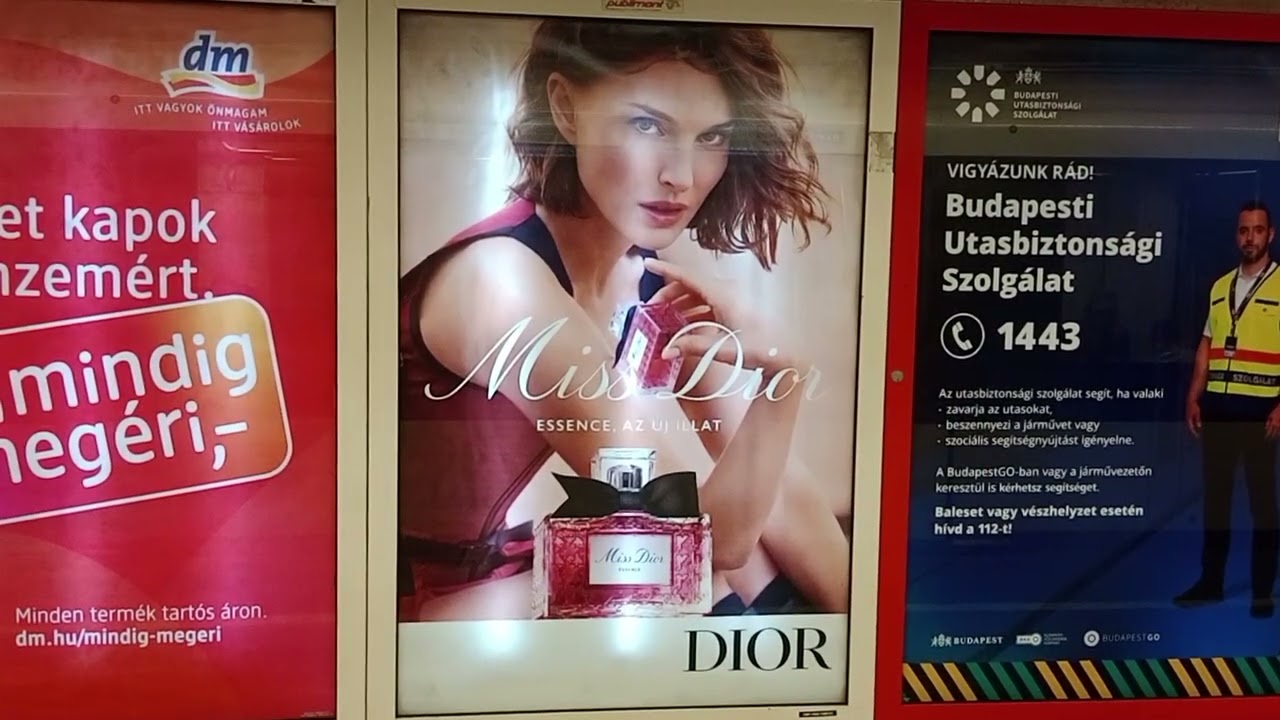 dm
ITT VAGYOK ÖNMAGAM
ITT VÁSÁROLOK
et kapok
nzemért.
mindig
megéri,-
Minden termék tartós áron.
dm.hu/mindig-megeri
publimont
Miss Dior
ESSENCE, AZ ÚJ ILLAT
Miss Dior
ESSENCE
DIOR
BUDAPESTI
UTASBIZTONSÁGI
SZOLGÁLAT
VIGYÁZUNK RÁD!
Budapesti
Utasbiztonsági
Szolgálat
1443
Az utasbiztonsági szolgálat segít, ha valaki
- zavarja az utasokat,
- beszennyezi a járművet vagy
- szociális segítségnyújtást igényelne.
A BudapestGO-ban vagy a járművezetőn
keresztül is kérhetsz segítséget.
Baleset vagy vészhelyzet esetén
hívd a 112-t!
SZOLGÁLAT
BUDAPEST
BUDAPESTGO